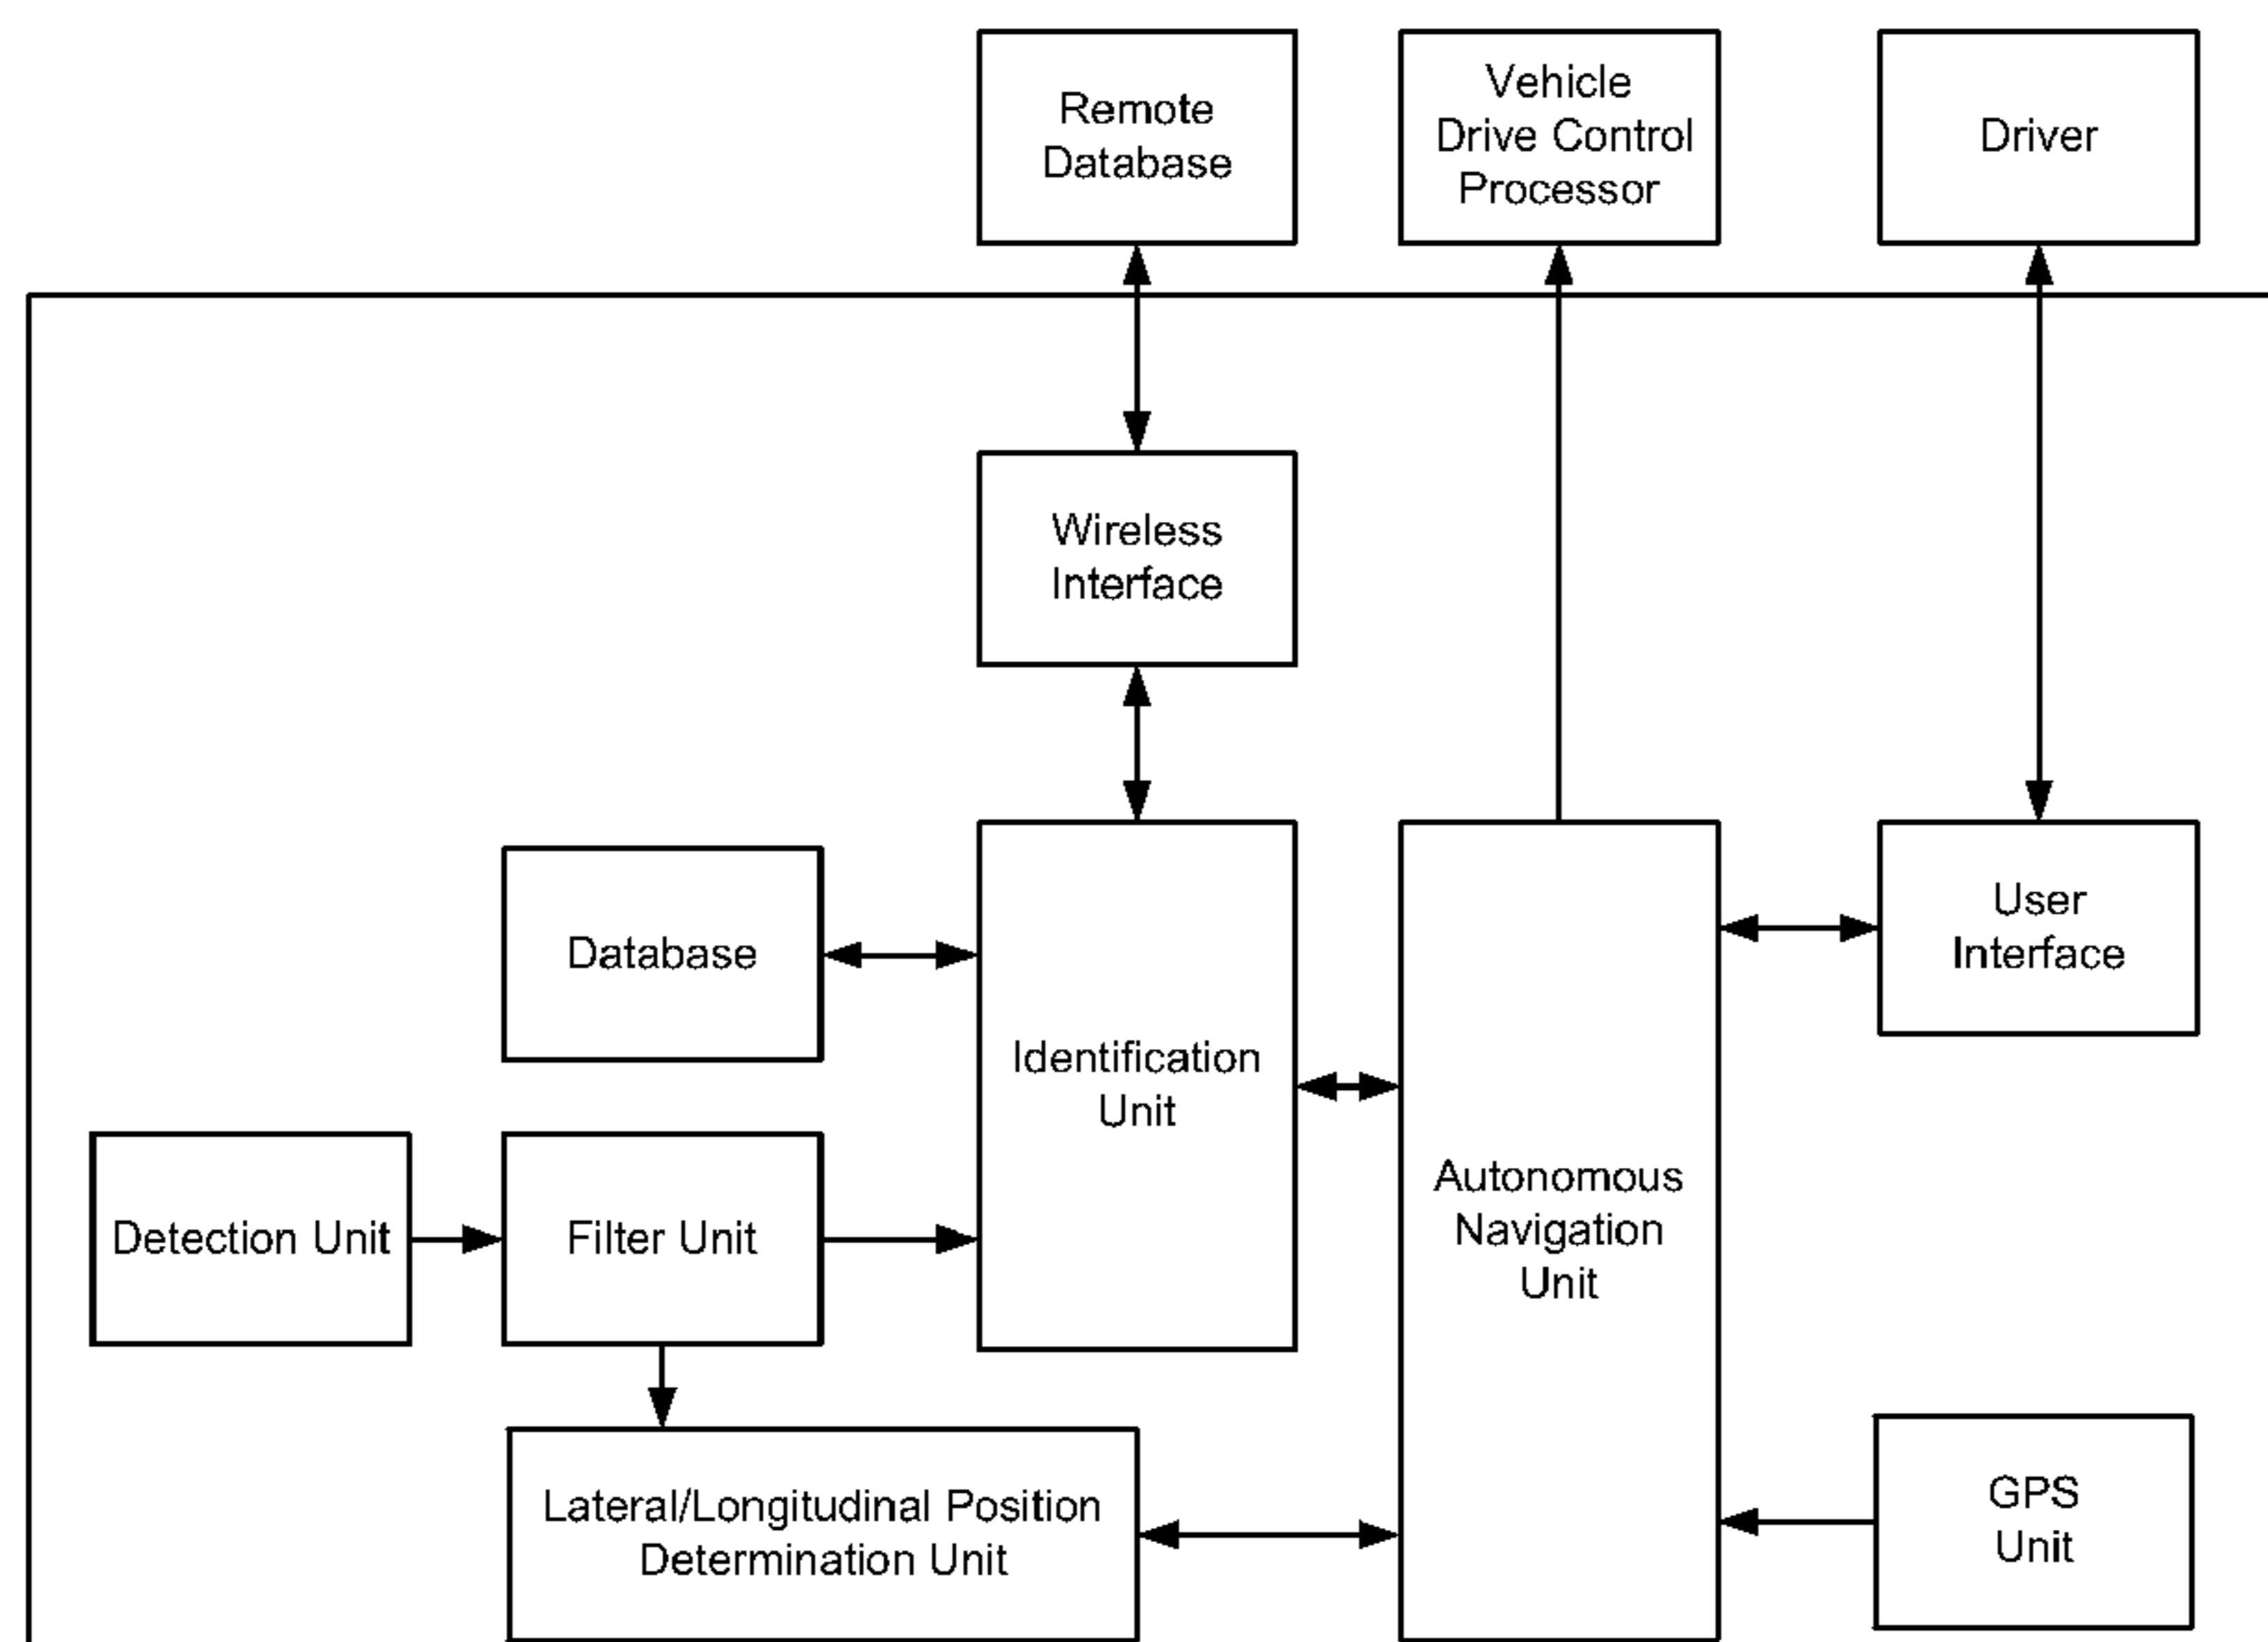 Remote
Database
Vehicle
Drive Control
Processor
Driver
Wireless
Interface
Database
Identification
Unit
User
Interface
Detection Unit
Filter Unit
Autonomous
Navigation
Unit
Lateral/Longitudinal Position
Determination Unit
GPS
Unit